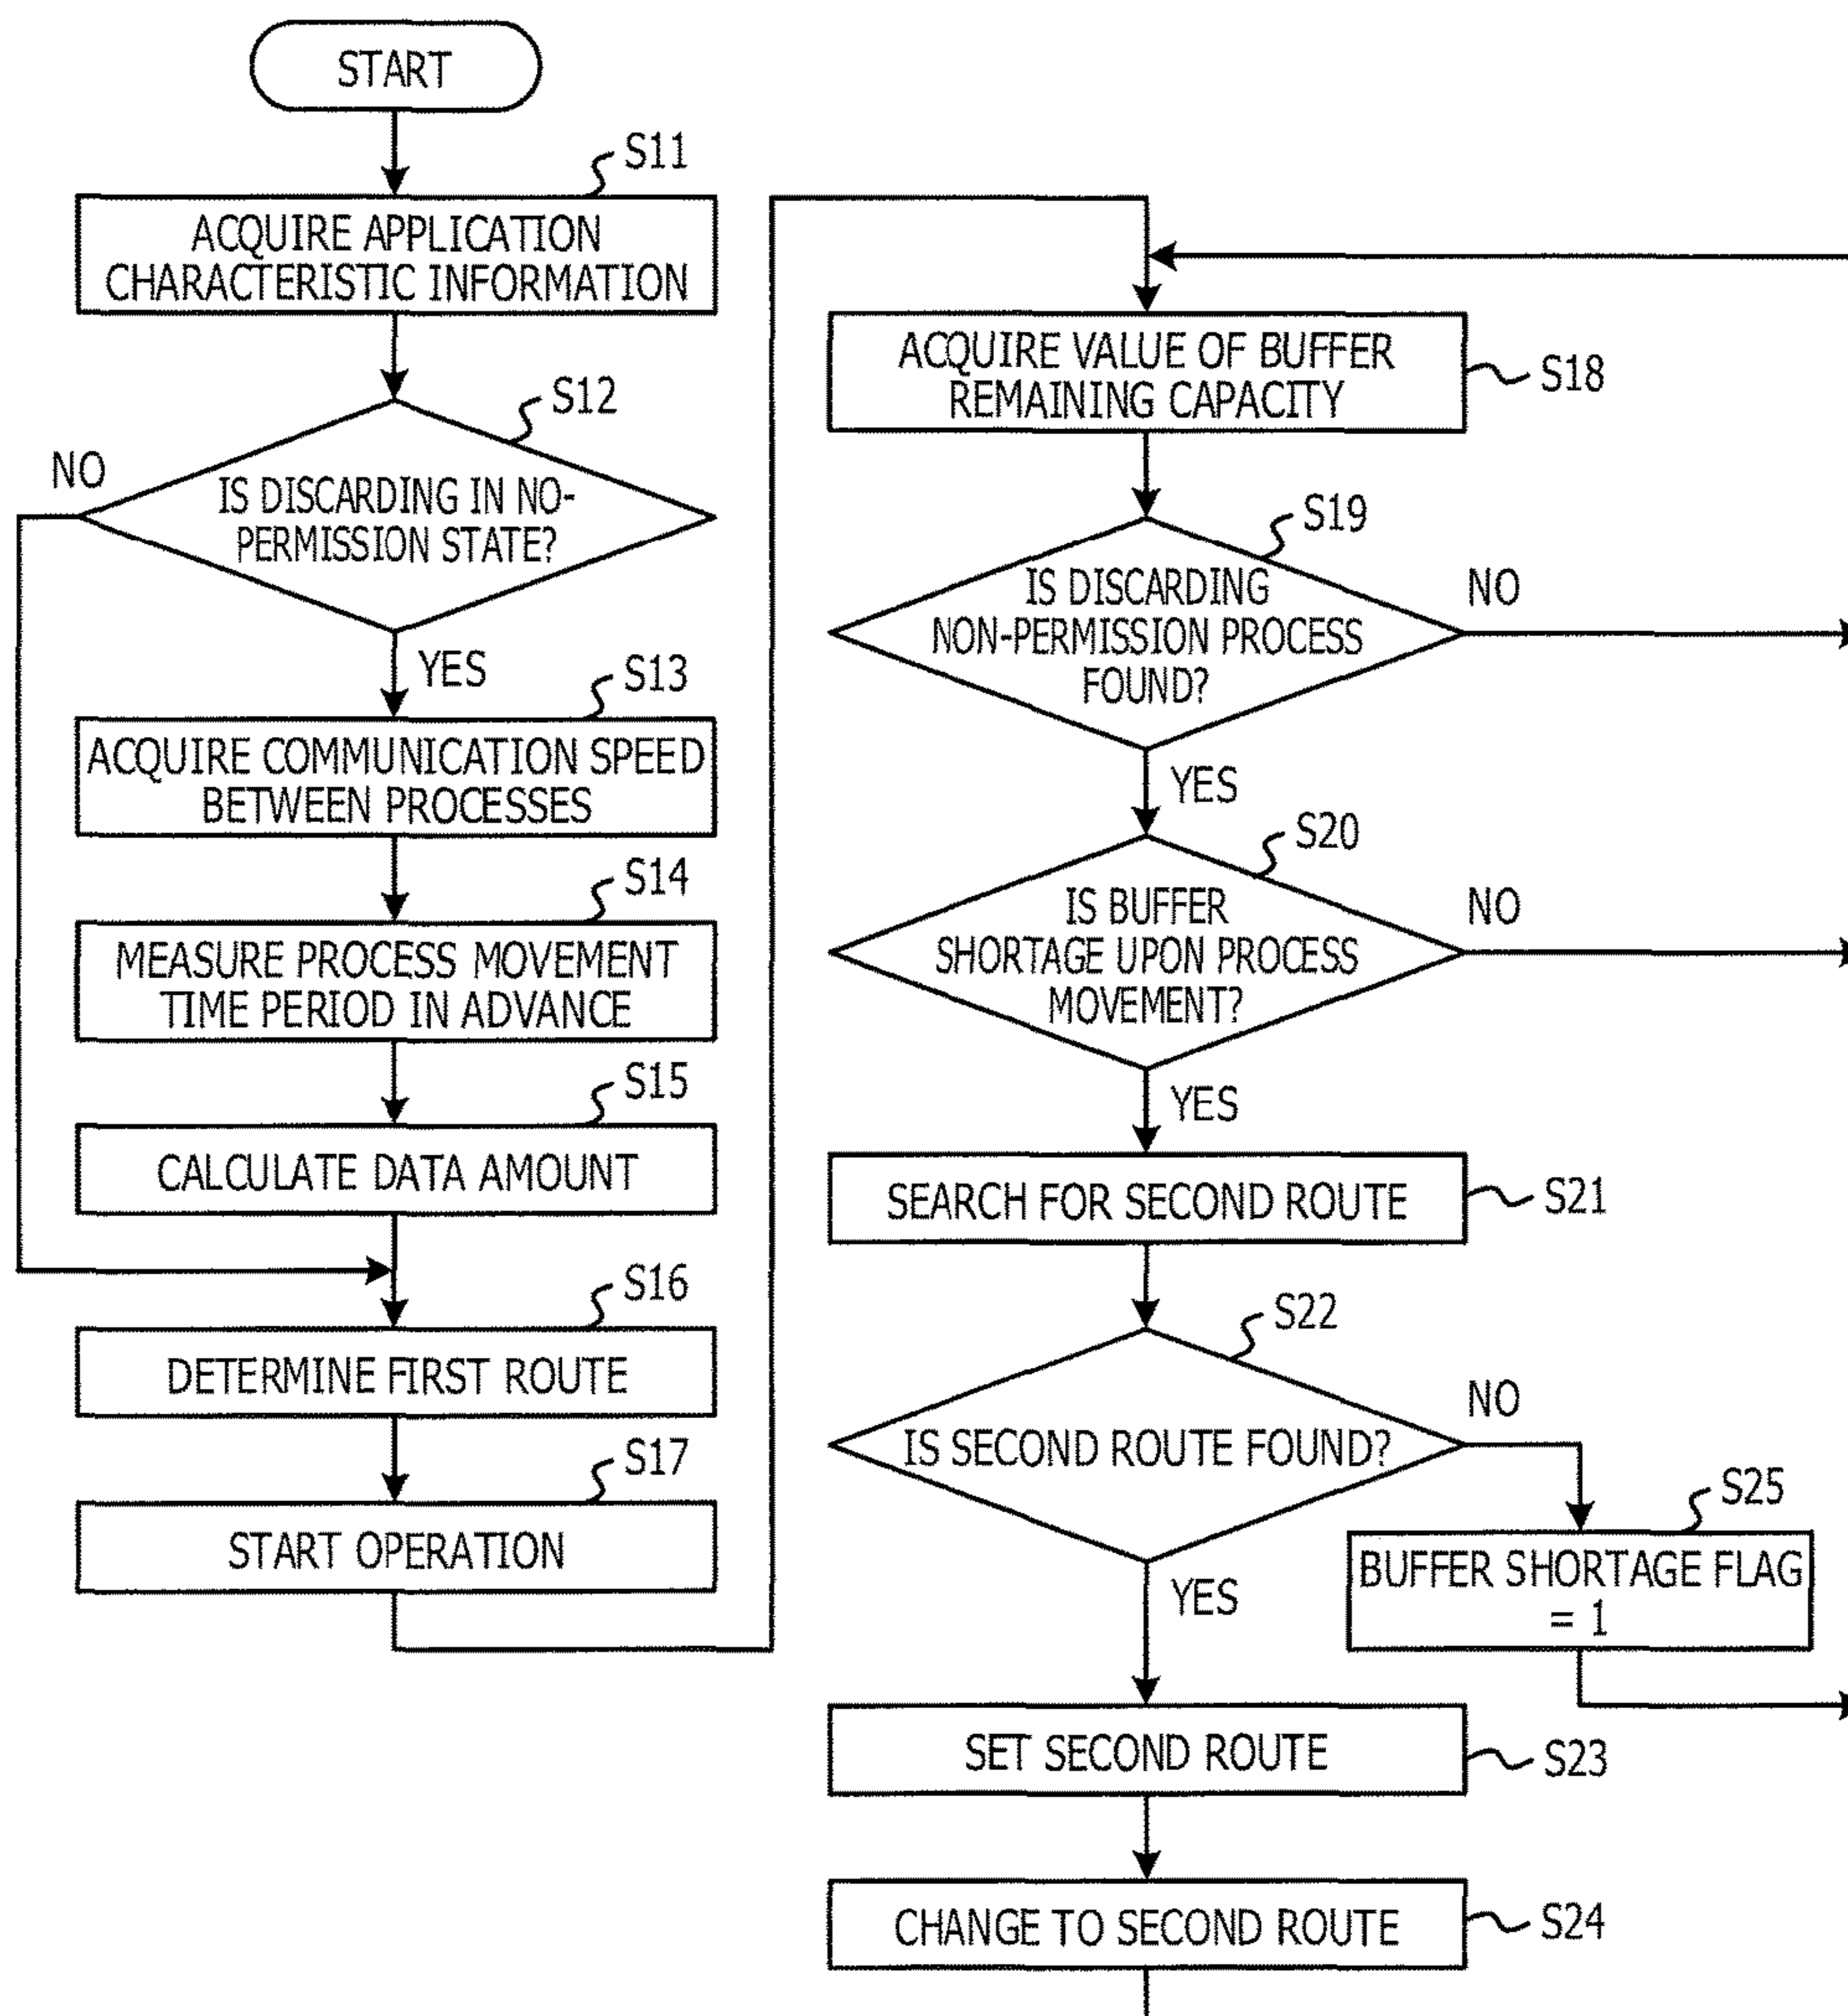 START
S11
ACQUIRE APPLICATION
CHARACTERISTIC INFORMATION
S12
NO
IS DISCARDING IN NO-
PERMISSION STATE?
YES
S13
ACQUIRE COMMUNICATION SPEED
BETWEEN PROCESSES
S14
MEASURE PROCESS MOVEMENT
TIME PERIOD IN ADVANCE
S15
CALCULATE DATA AMOUNT
S16
DETERMINE FIRST ROUTE
S17
START OPERATION
ACQUIRE VALUE OF BUFFER
REMAINING CAPACITY
S18
S19
IS DISCARDING
NON-PERMISSION PROCESS
FOUND?
NO
YES
S20
IS BUFFER
SHORTAGE UPON PROCESS
MOVEMENT?
NO
YES
SEARCH FOR SECOND ROUTE
S21
S22
IS SECOND ROUTE FOUND?
NO
YES
S25
BUFFER SHORTAGE FLAG
= 1
SET SECOND ROUTE
S23
CHANGE TO SECOND ROUTE
S24